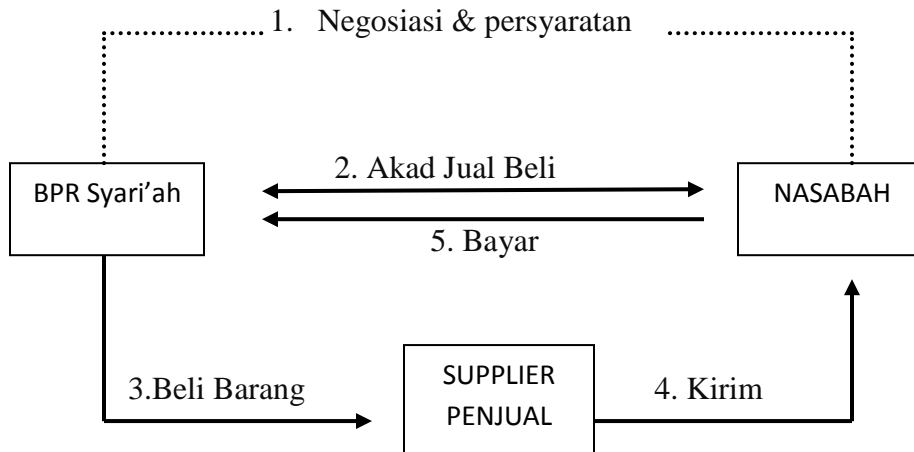 1. Negosiasi & persyaratan
2. Akad Jual Beli
BPR Syari’ah
NASABAH
5. Bayar
3.Beli Barang
SUPPLIER
PENJUAL
4. Kirim